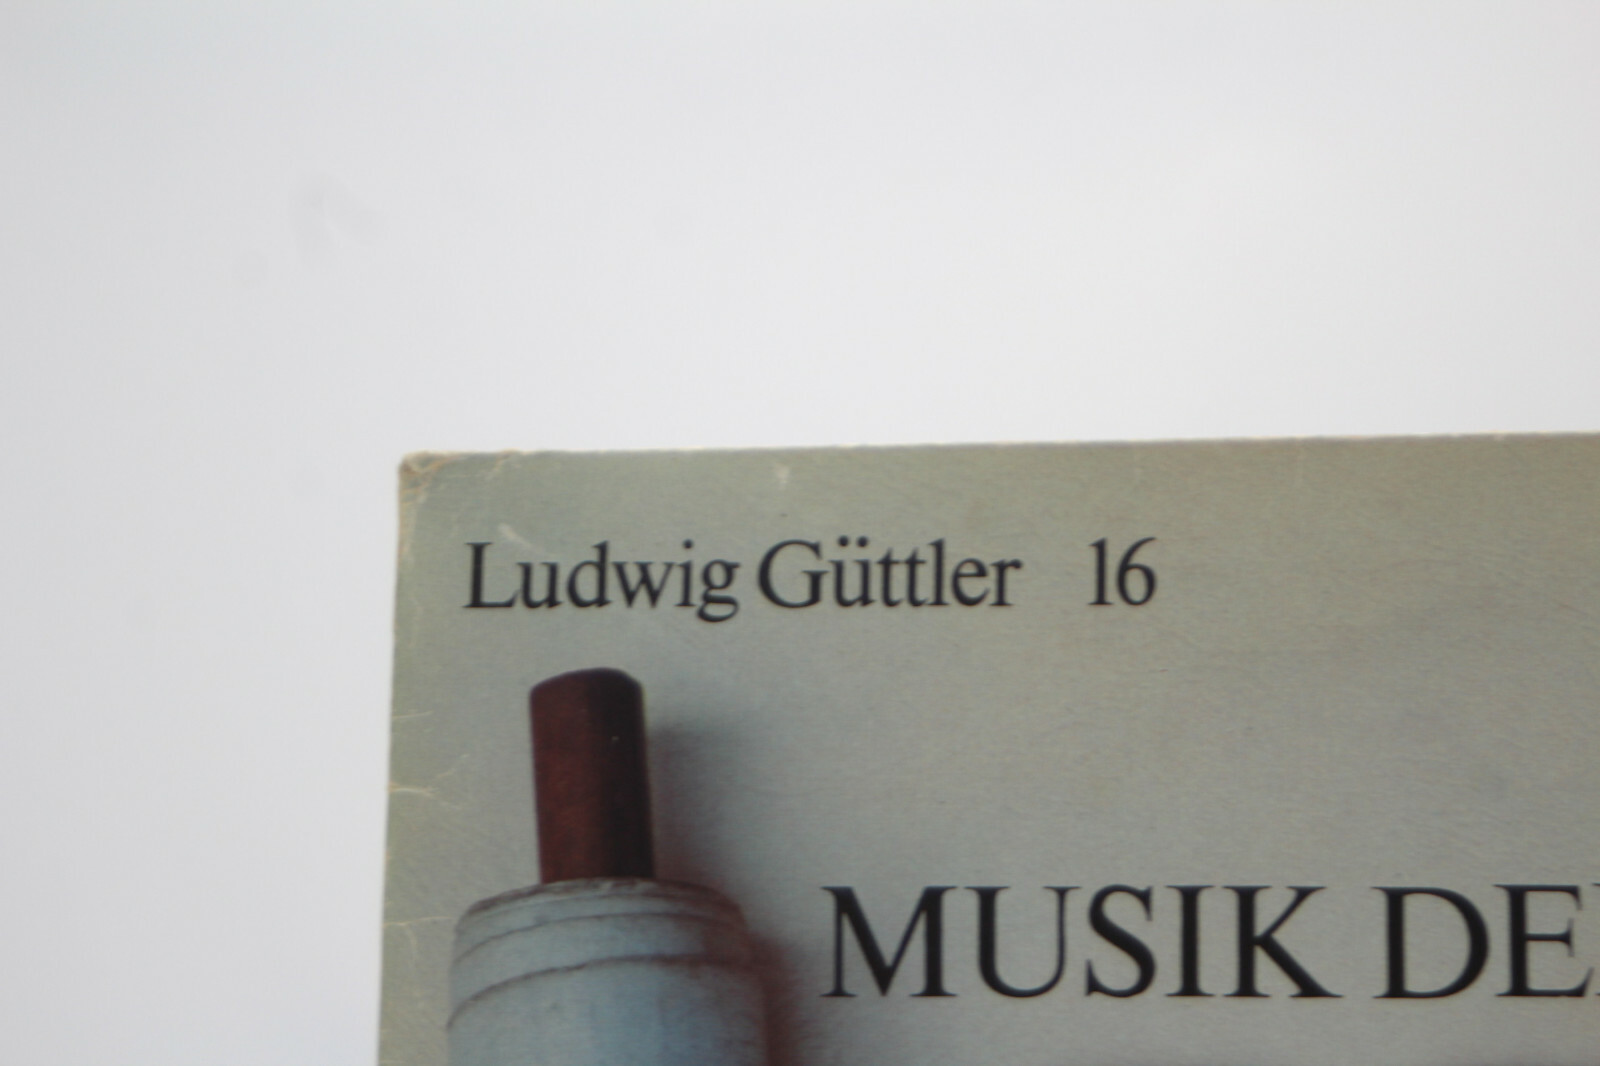 Ludwig Güttler 16
MUSIK DE